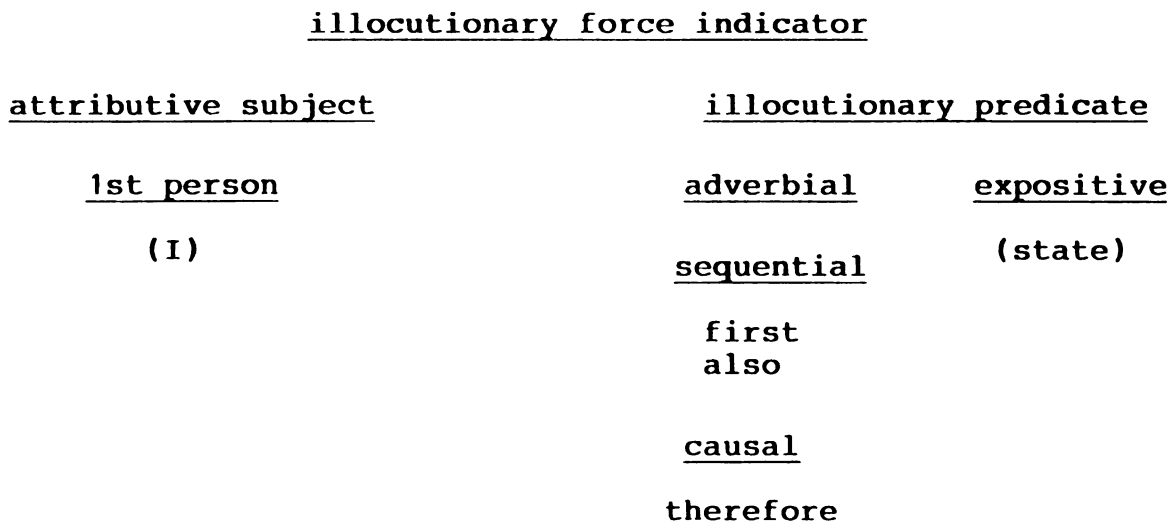 illocutionary force indicator
attributive subject illocutionary predicate
1st person adverbial expositive
(I) (state)
sequential
first
also
causal
therefore